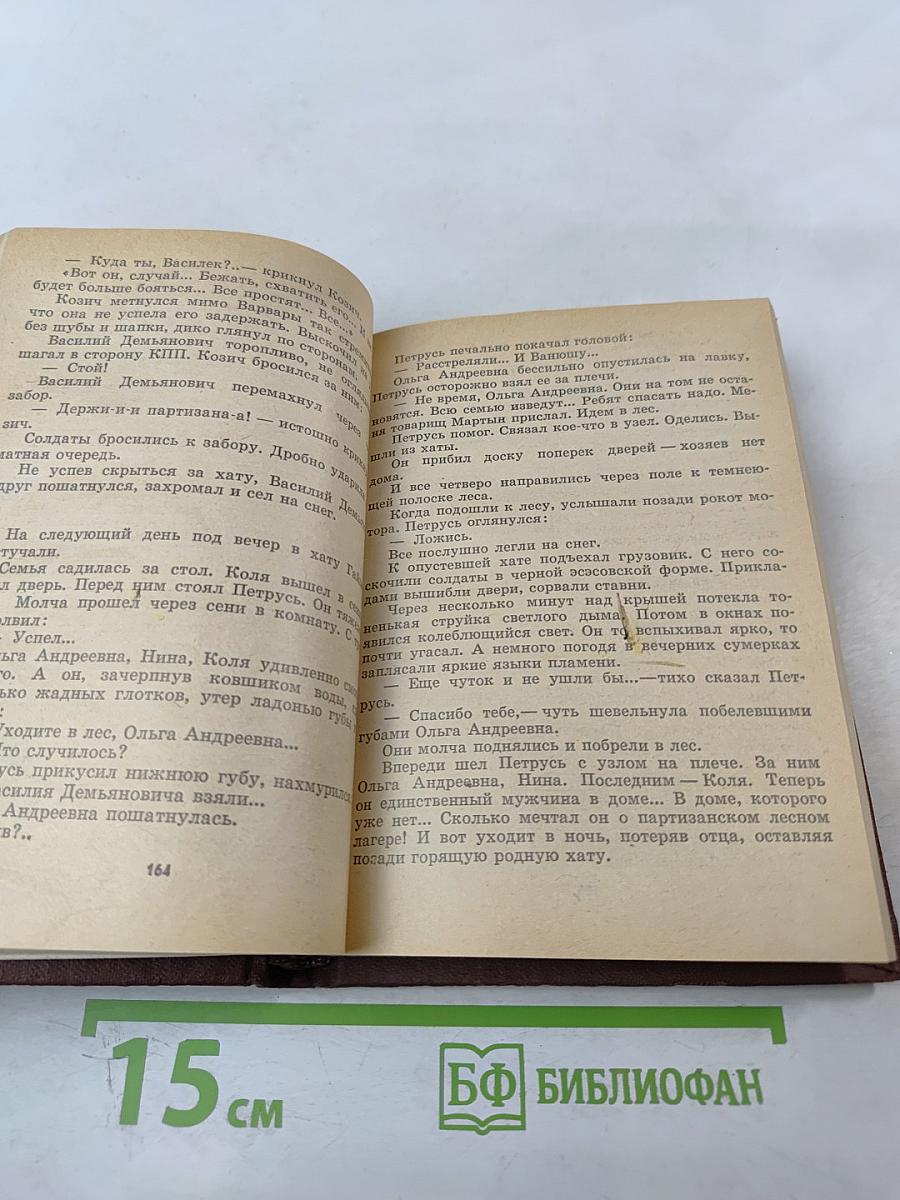 — Куда ты, Василек?..— крикнул Козич.
«Вот он, случай... Бежать, схватить его... И
будет больше бояться... Все простят... Все...»
Козич метнулся мимо Варвары так
что она не успела его задержать. Выскочил на
без шубы и шапки, дико глянул по сторонам.
Василий Демьянович торопливо, не
шагал в сторону КПП. Козич бросился за ним:
— Стой!
Василий Демьянович перемахнул через
забор.
— Держи-и-и партизана-а! — истошно
зич.
Солдаты бросились к забору. Дробно
матная очередь.
Не успев скрыться за хату, Василий
друг пошатнулся, захромал и сел на снег.
На следующий день под вечер в хату
стучали.
Семья садилась за стол. Коля вышел в
л дверь. Перед ним стоял Петрусь. Он
Молча прошел через сени в комнату. С
олвил:
— Успел...
льга Андреевна, Нина, Коля удивленно
го. А он, зачерпнув ковшиком воды,
лько жадных глотков, утер ладонью губы
:
Уходите в лес, Ольга Андреевна...
Что случилось?
усь прикусил нижнюю губу, нахмурился
асилия Демьяновича взяли...
Андреевна пошатнулась.
тв?..
164
Петрусь печально покачал головой:
— Расстреляли... И Ванюшу...
Ольга Андреевна бессильно опустилась на лавку,
Петрусь осторожно взял ее за плечи.
— Не время, Ольга Андреевна. Они на том не оста-
новятся. Всю семью изведут... Ребят спасать надо. Ме-
ня товарищ Мартын прислал. Идем в лес.
Петрусь помог. Связал кое-что в узел. Оделись. Вы-
шли из хаты.
Он прибил доску поперек дверей — хозяев нет
дома.
И все четверо направились через поле к темнею-
щей полоске леса.
Когда подошли к лесу, услышали позади рокот мо-
тора. Петрусь оглянулся:
— Ложись.
Все послушно легли на снег.
К опустевшей хате подъехал грузовик. С него со-
скочили солдаты в черной эсэсовской форме. Прикла-
дами вышибли двери, сорвали ставни.
Через несколько минут над крышей потекла то-
ненькая струйка светлого дыма. Потом в окнах по-
явился колеблющийся свет. Он то вспыхивал ярко, то
почти угасал. А немного погодя в вечерних сумерках
заплясали яркие языки пламени.
— Еще чуток и не ушли бы...—тихо сказал Пет-
русь.
— Спасибо тебе,— чуть шевельнула побелевшими
губами Ольга Андреевна.
Они молча поднялись и побрели в лес.
Впереди шел Петрусь с узлом на плече. За ним
Ольга Андреевна, Нина. Последним — Коля. Теперь
он единственный мужчина в доме... В доме, которого
уже нет... Сколько мечтал он о партизанском лесном
лагере! И вот уходит в ночь, потеряв отца, оставляя
позади горящую родную хату.
15 см
БФ БИБЛИОФАН